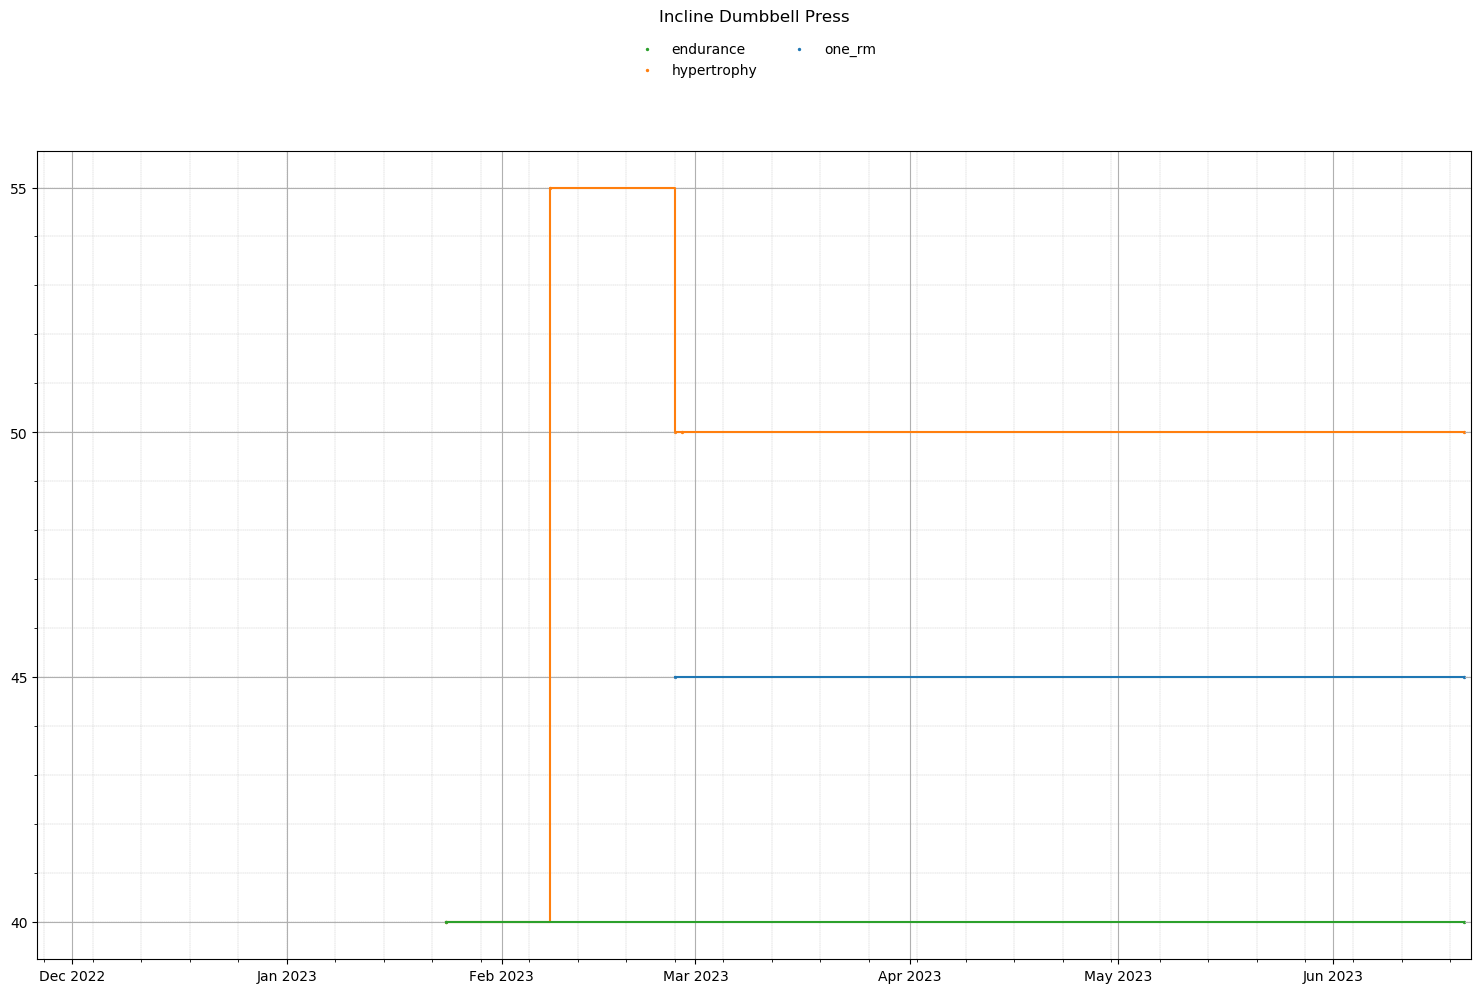 Incline Dumbbell Press
endurance one_rm
hypertrophy
55
50
45
40
Dec 2022 Jan 2023 Feb 2023 Mar 2023 Apr 2023 May 2023 Jun 2023